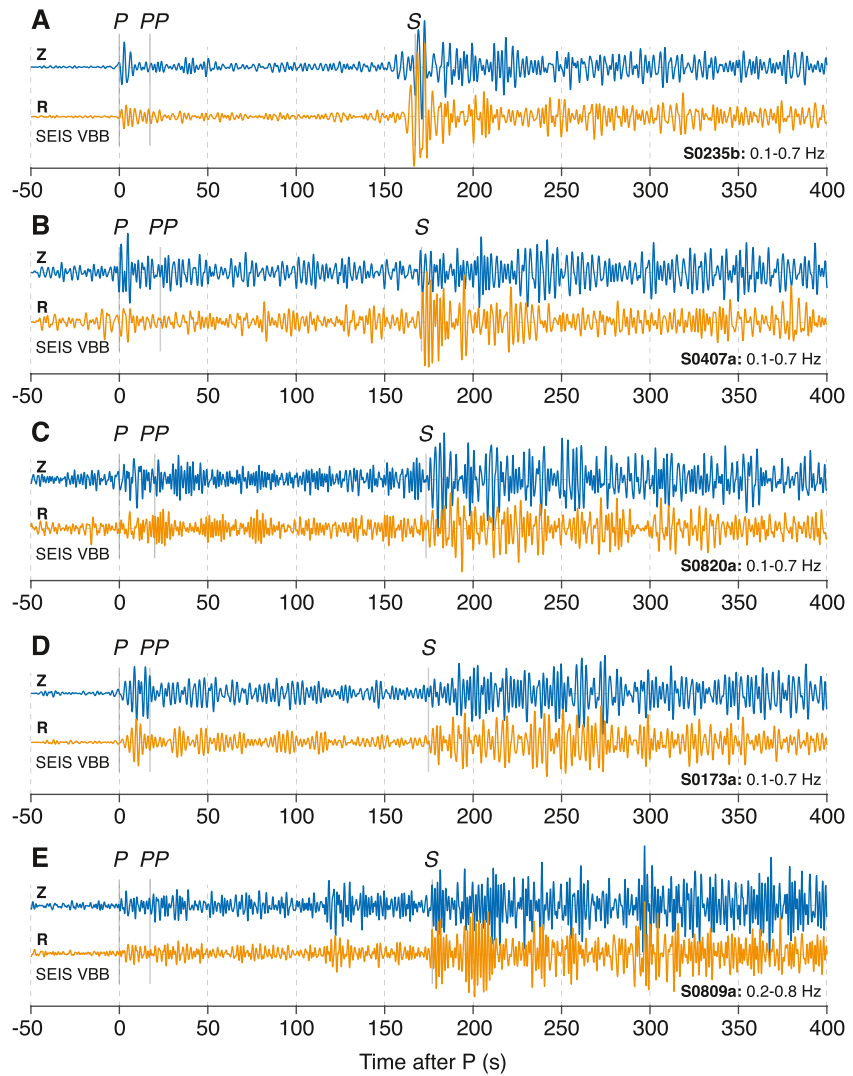 A
P PP S
Z
R
SEIS VBB
S0235b: 0.1-0.7 Hz
-50 0 50 100 150 200 250 300 350 400
B
P PP S
Z
R
SEIS VBB
S0407a: 0.1-0.7 Hz
-50 0 50 100 150 200 250 300 350 400
C
P PP S
Z
R
SEIS VBB
S0820a: 0.1-0.7 Hz
-50 0 50 100 150 200 250 300 350 400
D
P PP S
Z
R
SEIS VBB
S0173a: 0.1-0.7 Hz
-50 0 50 100 150 200 250 300 350 400
E
P PP S
Z
R
SEIS VBB
S0809a: 0.2-0.8 Hz
-50 0 50 100 150 200 250 300 350 400
Time after P (s)